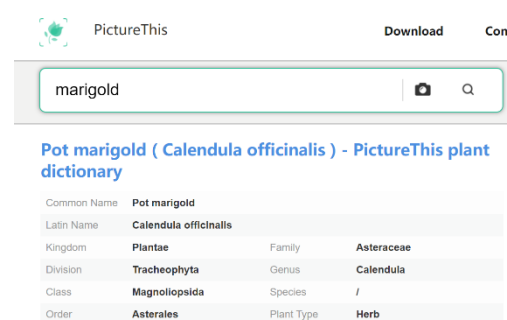 PictureThis Download
marigold
Pot marigold ( Calendula officinalis ) - PictureThis plant
dictionary
Common Name Pot marigold
Latin Name Calendula officinalis
Kingdom Plantae Family Asteraceae
Division Tracheophyta Genus Calendula
Class Magnoliopsida Species /
Order Asterales Plant Type Herb